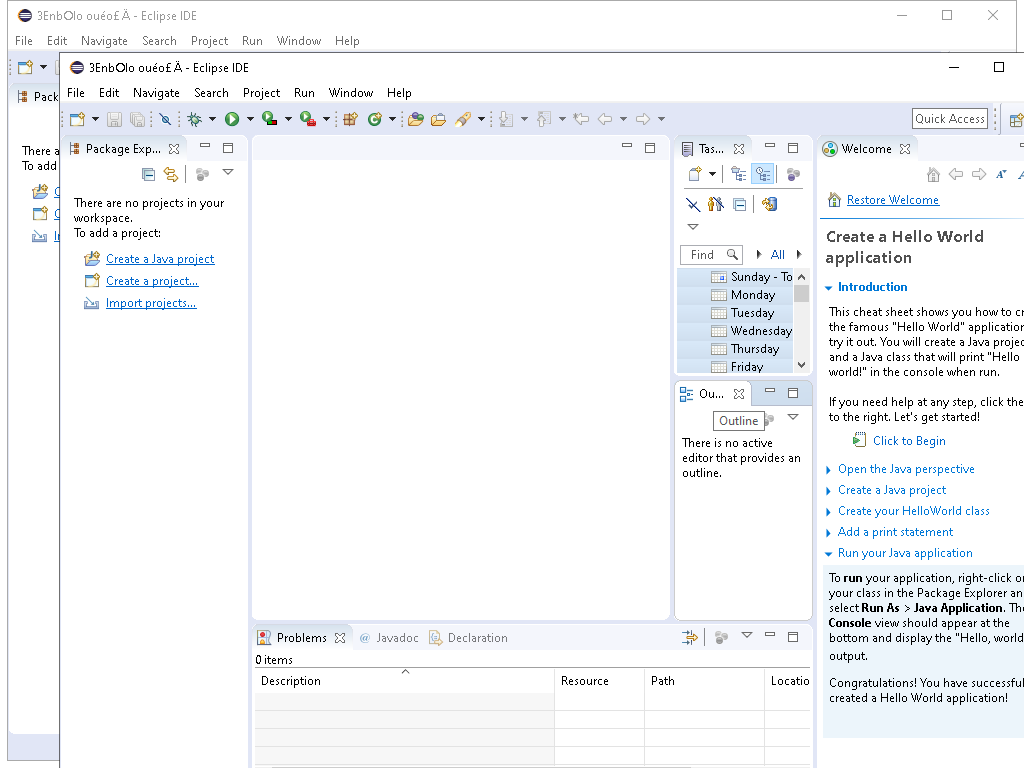 3EnbOlo ouéo£ Ä - Eclipse IDE
File Edit Navigate Search Project Run Window Help
Pack
There a
To add
3EnbOlo ouéo£ Ä - Eclipse IDE
File Edit Navigate Search Project Run Window Help
Quick Access
Package Exp...
There are no projects in your
workspace.
To add a project:
Create a Java project
Create a project...
Import projects...
Tas...
Find
All
Sunday - To
Monday
Tuesday
Wednesday
Thursday
Friday
Ou...
Outline
There is no active
editor that provides an
outline.
Welcome
Restore Welcome
Create a Hello World
application
Introduction
This cheat sheet shows you how to cr
the famous "Hello World" application
try it out. You will create a Java projec
and a Java class that will print "Hello
world!" in the console when run.
If you need help at any step, click the
to the right. Let's get started!
Click to Begin
Open the Java perspective
Create a Java project
Create your HelloWorld class
Add a print statement
Run your Java application
To run your application, right-click on
your class in the Package Explorer an
select Run As > Java Application. The
Console view should appear at the
bottom and display the "Hello, world
output.
Congratulations! You have successful
created a Hello World application!
Problems Javadoc Declaration
0 items
Description Resource Path Locatio